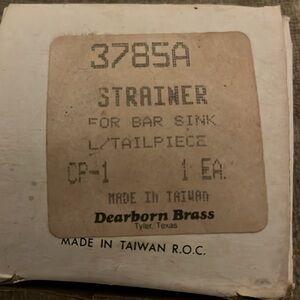 3785A
STRAINER
FOR BAR SINK
L/TAILPIECE
CP-1 1 EA.
MADE IN TAIWAN
Dearborn Brass
Tyler, Texas
MADE IN TAIWAN R.O.C.